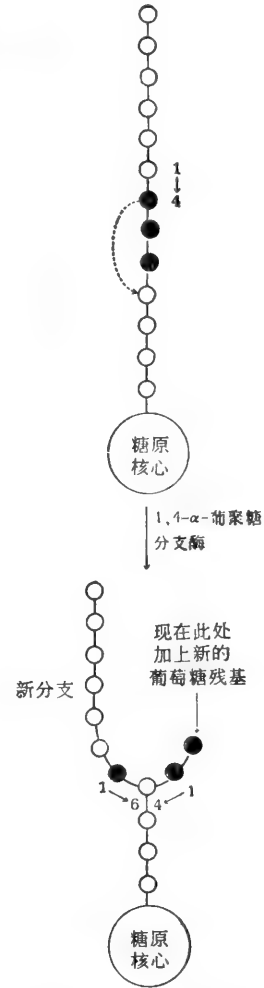 1
↓
4
糖原
核心
1,4-α-葡聚糖
分支酶
现在此处
加上新的
葡萄糖残基
新分支
1→6 4←1
糖原
核心